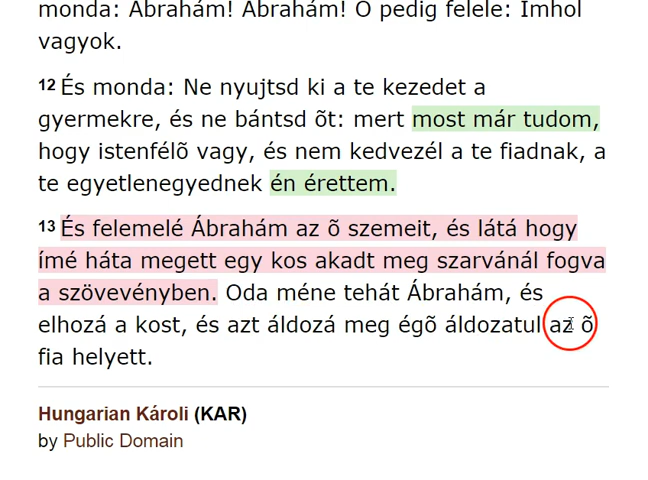 monda: Ábrahám! Ábrahám! Õ pedig felele: Ímhol
vagyok.
12 És monda: Ne nyujtsd ki a te kezedet a
gyermekre, és ne bántsd õt: mert most már tudom,
hogy istenfélõ vagy, és nem kedvezél a te fiadnak, a
te egyetlenegyednek én érettem.
13 És felemelé Ábrahám az õ szemeit, és látá hogy
ímé háta megett egy kos akadt meg szarvánál fogva
a szövevényben. Oda méne tehát Ábrahám, és
elhozá a kost, és azt áldozá meg égõ áldozatul az õ
fia helyett.
Hungarian Károli (KAR)
by Public Domain